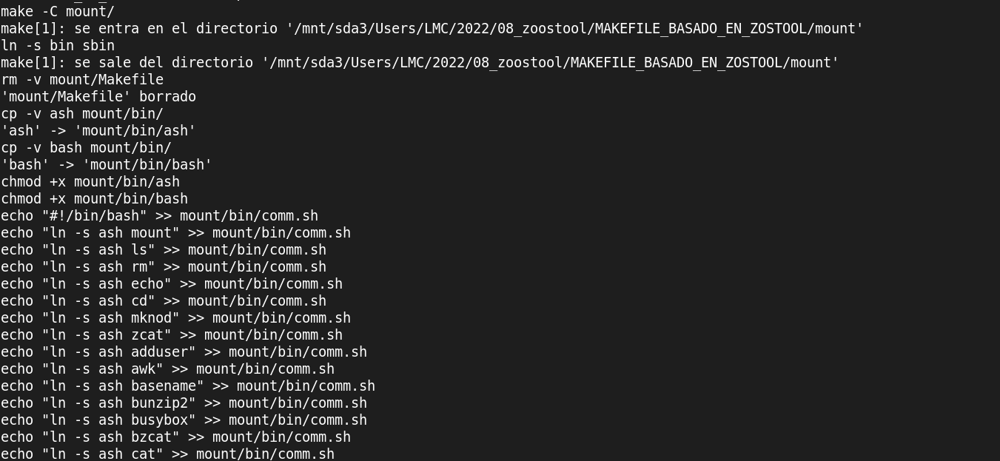 make -C mount/
make[1]: se entra en el directorio '/mnt/sda3/Users/LMC/2022/08_zoostool/MAKEFILE_BASADO_EN_ZOSTOOL/mount'
ln -s bin sbin
make[1]: se sale del directorio '/mnt/sda3/Users/LMC/2022/08_zoostool/MAKEFILE_BASADO_EN_ZOSTOOL/mount'
rm -v mount/Makefile
'mount/Makefile' borrado
cp -v ash mount/bin/
'ash' -> 'mount/bin/ash'
cp -v bash mount/bin/
'bash' -> 'mount/bin/bash'
chmod +x mount/bin/ash
chmod +x mount/bin/bash
echo "#!/bin/bash" >> mount/bin/comm.sh
echo "ln -s ash mount" >> mount/bin/comm.sh
echo "ln -s ash ls" >> mount/bin/comm.sh
echo "ln -s ash rm" >> mount/bin/comm.sh
echo "ln -s ash echo" >> mount/bin/comm.sh
echo "ln -s ash cd" >> mount/bin/comm.sh
echo "ln -s ash mknod" >> mount/bin/comm.sh
echo "ln -s ash zcat" >> mount/bin/comm.sh
echo "ln -s ash adduser" >> mount/bin/comm.sh
echo "ln -s ash awk" >> mount/bin/comm.sh
echo "ln -s ash basename" >> mount/bin/comm.sh
echo "ln -s ash bunzip2" >> mount/bin/comm.sh
echo "ln -s ash busybox" >> mount/bin/comm.sh
echo "ln -s ash bzcat" >> mount/bin/comm.sh
echo "ln -s ash cat" >> mount/bin/comm.sh